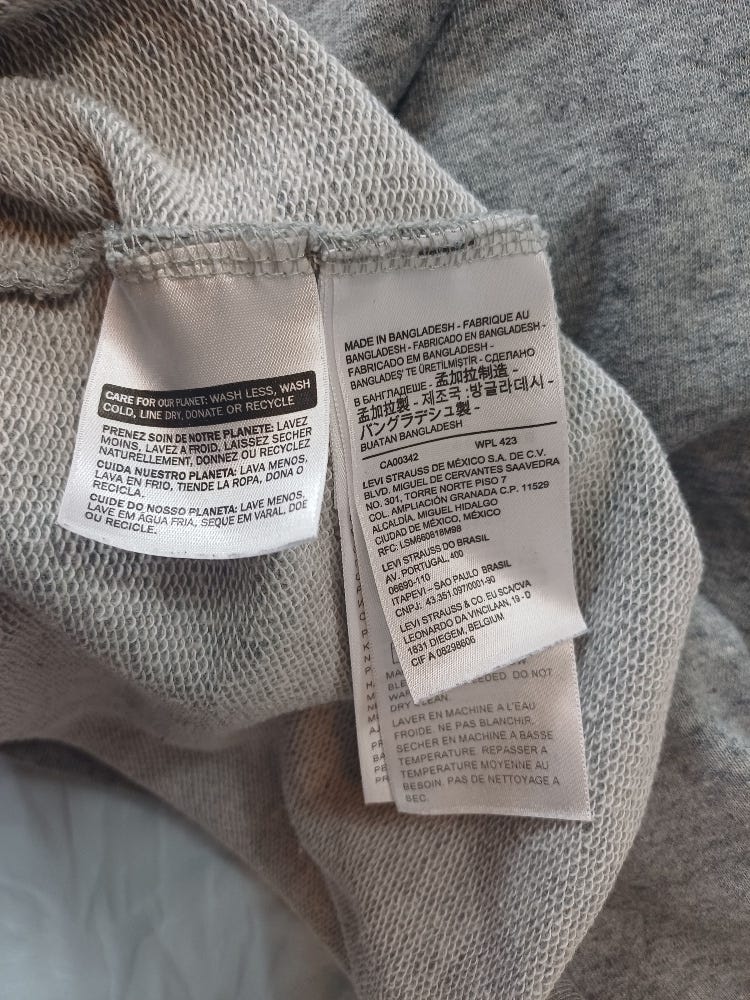 CARE FOR OUR PLANET: WASH LESS, WASH
COLD, LINE DRY, DONATE OR RECYCLE
PRENEZ SOIN DE NOTRE PLANETE: LAVEZ
MOINS, LAVEZ A FROID, LAISSEZ SECHER
NATURELLEMENT, DONNEZ OU RECYCLEZ
CUIDA NUESTRO PLANETA: LAVA MENOS,
LAVA EN FRIO, TIENDE LA ROPA, DONA O
RECICLA.
CUIDE DO NOSSO PLANETA: LAVE MENOS,
LAVE EM ÁGUA FRIA, SEQUE EM VARAL, DOE
OU RECICLE.
MADE IN BANGLADESH - FABRIQUE AU
BANGLADESH - FABRICADO EN BANGLADESH -
FABRICADO EM BANGLADESH -
BANGLADEŞ' TE ÜRETİLMİŞTİR - СДЕЛАНО
В БАНГЛАДЕШЕ - 孟加拉制造 -
孟加拉製 - 제조국 :방글라데시 -
バングラデシュ製 -
BUATAN BANGLADESH
CA00342 WPL 423
LEVI STRAUSS DE MÉXICO S.A. DE C.V.
BLVD. MIGUEL DE CERVANTES SAAVEDRA
NO. 301, TORRE NORTE PISO 7
COL. AMPLIACIÓN GRANADA C.P. 11529
ALCALDÍA, MIGUEL HIDALGO
CIUDAD DE MÉXICO, MÉXICO
RFC: LSM660818M98
LEVI STRAUSS DO BRASIL
AV. PORTUGAL, 400
06690-110
ITAPEVI – SAO PAULO BRASIL
CNPJ: 43.351.097/0001-90
LEVI STRAUSS & CO. EU SCA/CVA
LEONARDO DA VINCILAAN, 19 - D
1831 DIEGEM, BELGIUM
CIF A 08298606
DO NOT
DRY CLEAN.
LAVER EN MACHINE A L'EAU
FROIDE. NE PAS BLANCHIR.
SECHER EN MACHINE A BASSE
TEMPERATURE. REPASSER A
TEMPERATURE MOYENNE AU
BESOIN. PAS DE NETTOYAGE A
SEC.